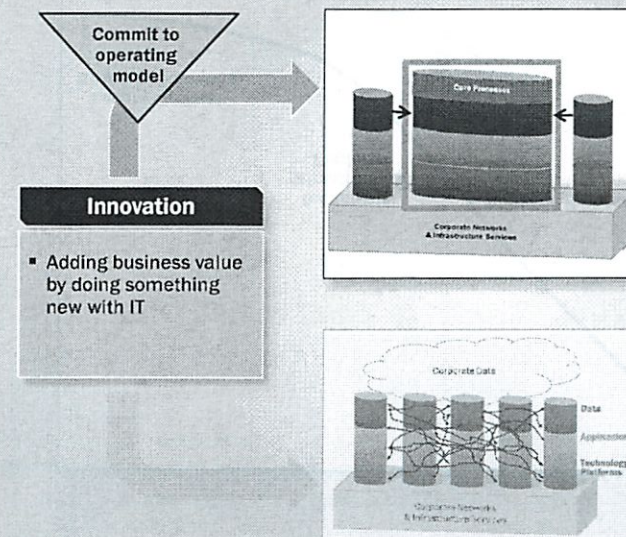 Commit to
operating
model
Innovation
▪ Adding business value
by doing something
new with IT
Core Processes
Corporate Networks
& Infrastructure Services
Corporate Data
Data
Application
Technology
Platforms
Corporate Networks
& Infrastructure Services